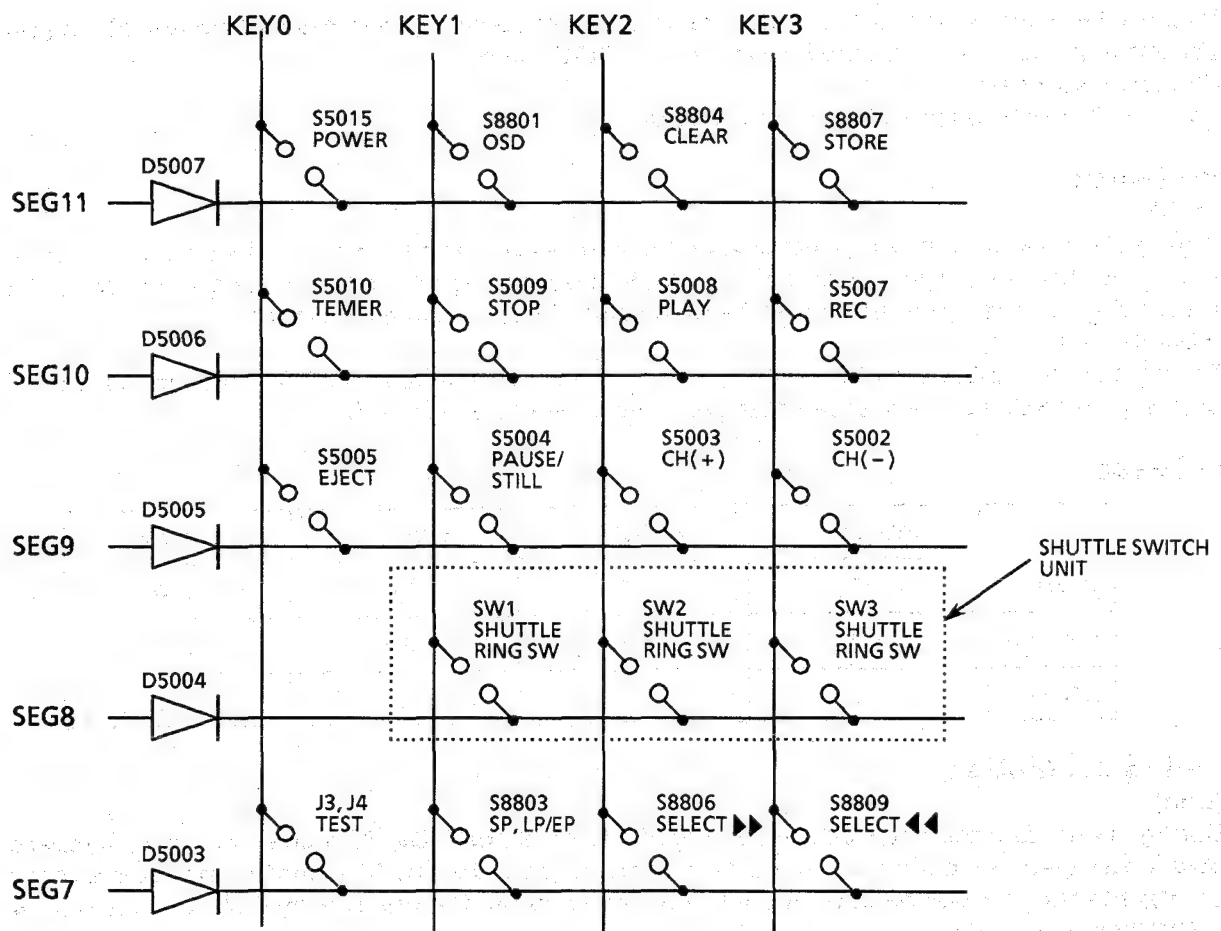 KEY0 KEY1 KEY2 KEY3
S5015 S8801 S8804 S8807
POWER OSD CLEAR STORE
D5007
SEG11
S5010 S5009 S5008 S5007
TEMER STOP PLAY REC
D5006
SEG10
S5005 S5004 S5003 S5002
EJECT PAUSE/ CH(+) CH(−)
STILL
D5005
SEG9
SHUTTLE SWITCH
UNIT
SW1 SW2 SW3
SHUTTLE SHUTTLE SHUTTLE
RING SW RING SW RING SW
D5004
SEG8
J3, J4 S8803 S8806 S8809
TEST SP, LP/EP SELECT ▶▶ SELECT ◀◀
D5003
SEG7